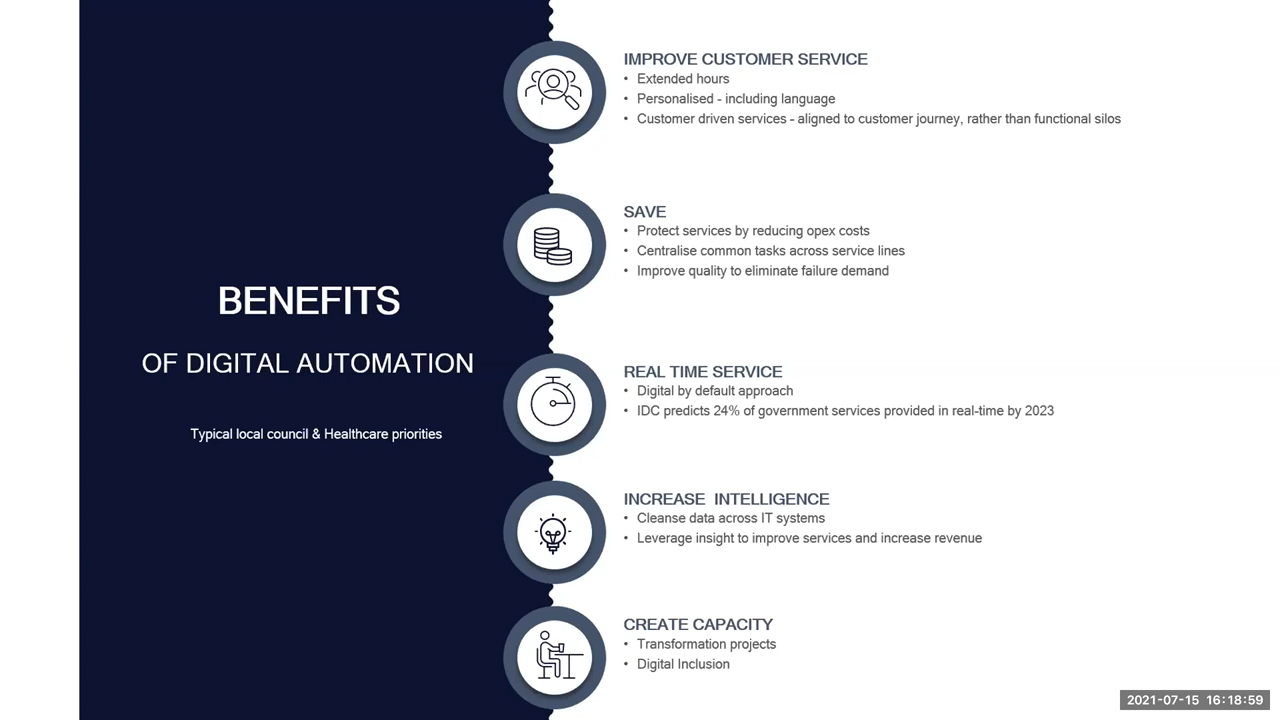 BENEFITS
OF DIGITAL AUTOMATION
Typical local council & Healthcare priorities
IMPROVE CUSTOMER SERVICE
• Extended hours
• Personalised - including language
• Customer driven services - aligned to customer journey, rather than functional silos
SAVE
• Protect services by reducing opex costs
• Centralise common tasks across service lines
• Improve quality to eliminate failure demand
REAL TIME SERVICE
• Digital by default approach
• IDC predicts 24% of government services provided in real-time by 2023
INCREASE  INTELLIGENCE
• Cleanse data across IT systems
• Leverage insight to improve services and increase revenue
CREATE CAPACITY
• Transformation projects
• Digital Inclusion
2021-07-15 16:18:59